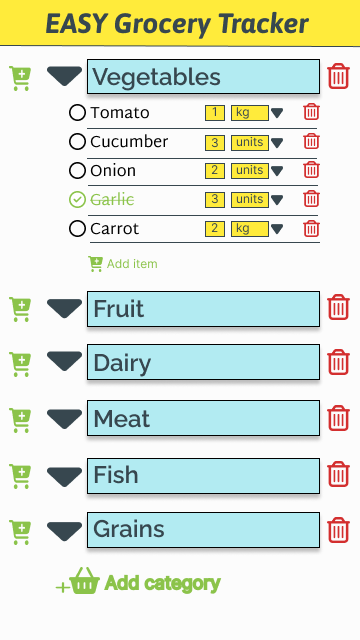 EASY Grocery Tracker
Vegetables
Tomato 1 kg
Cucumber 3 units
Onion 2 units
Garlic 3 units
Carrot 2 kg
Add item
Fruit
Dairy
Meat
Fish
Grains
+ Add category